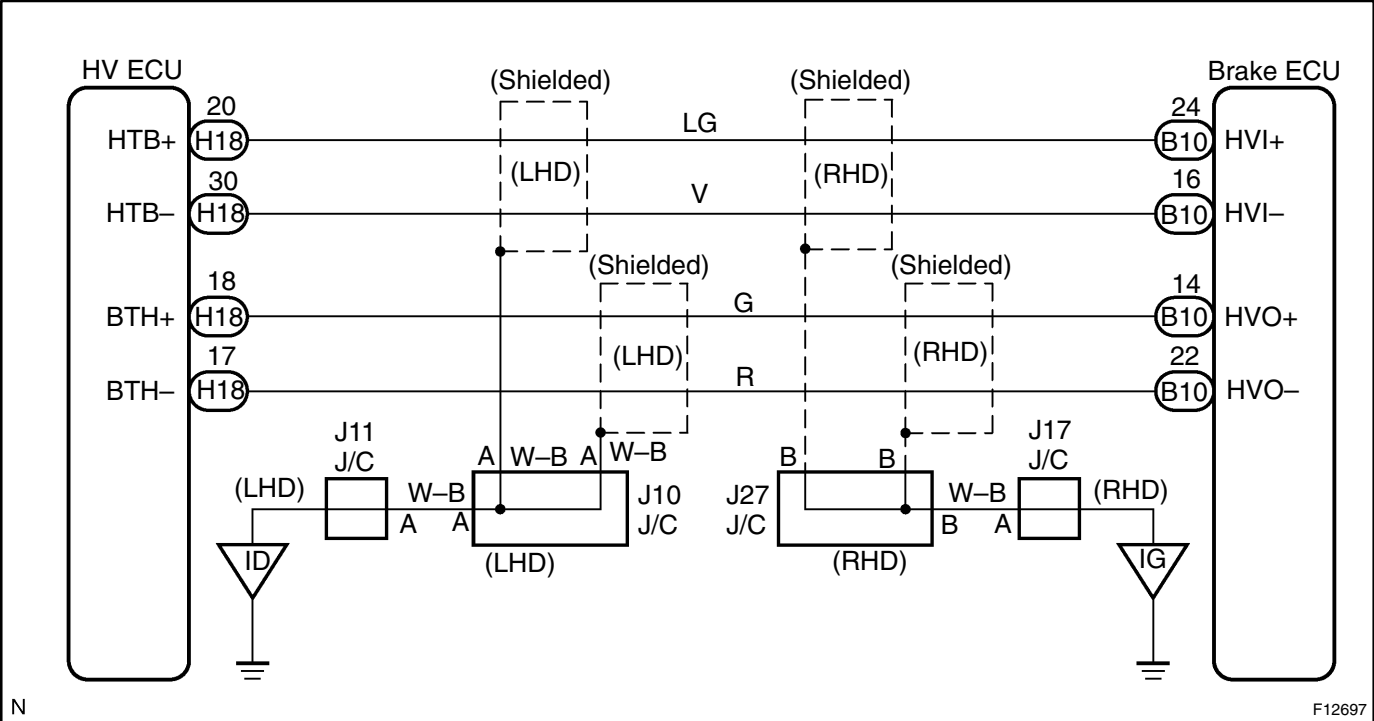 HV ECU
Brake ECU
(Shielded)
(Shielded)
20
24
HTB+
H18
LG
B10
HVI+
(LHD)
(RHD)
30
16
HTB–
H18
V
B10
HVI–
(Shielded)
(Shielded)
18
14
BTH+
H18
G
B10
HVO+
(LHD)
(RHD)
17
22
BTH–
H18
R
B10
HVO–
J11
J/C
A
W–B
A
W–B
B
B
J17
J/C
(LHD)
W–B
A
A
J10
J/C
J27
J/C
W–B
B
A
(RHD)
ID
(LHD)
(RHD)
IG
N
F12697